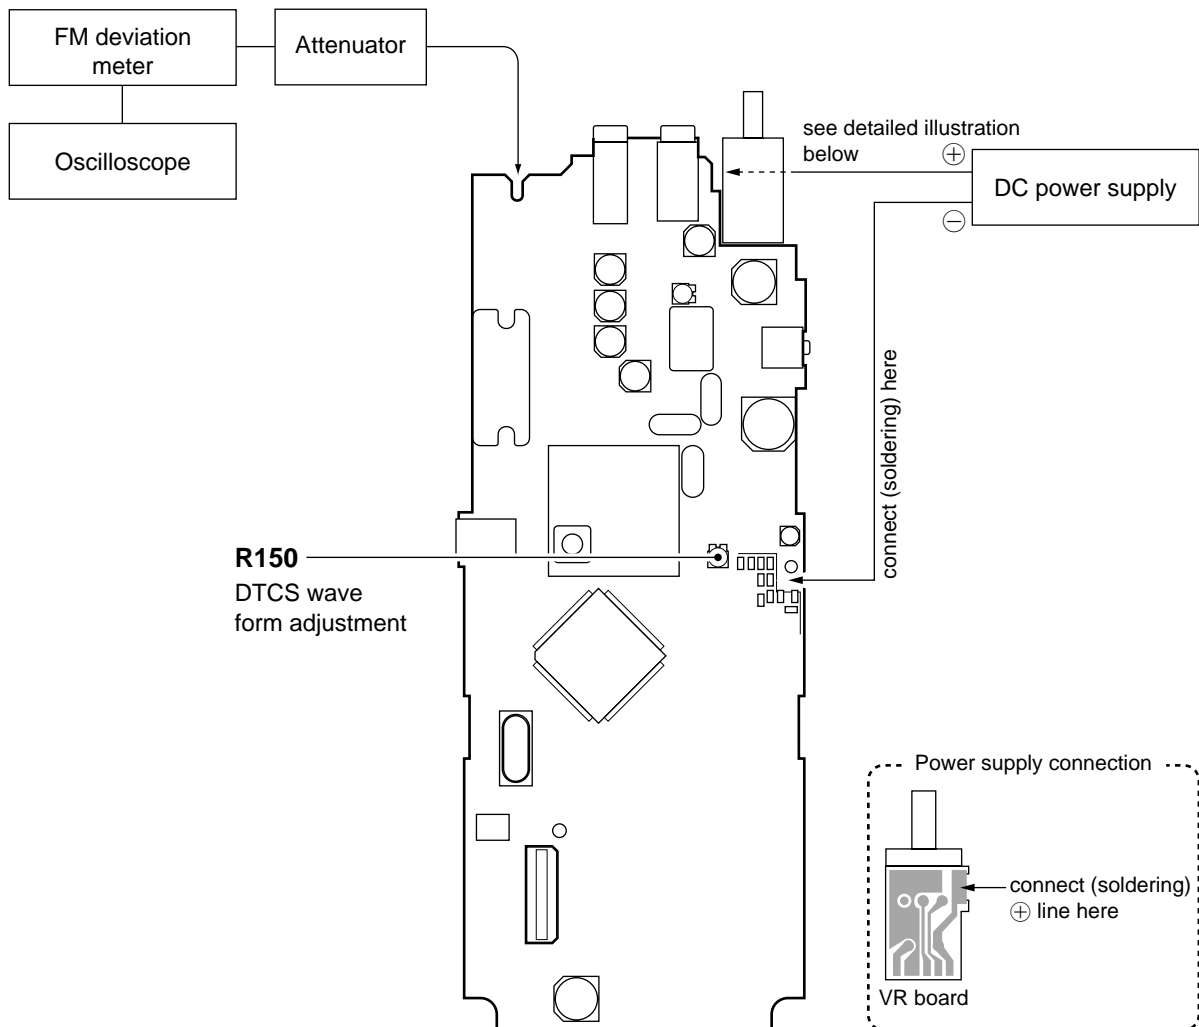 FM deviation
meter
Attenuator
Oscilloscope
see detailed illustration
below
⊕
DC power supply
⊖
connect (soldering) here
R150
DTCS wave
form adjustment
Power supply connection
connect (soldering)
⊕ line here
VR board